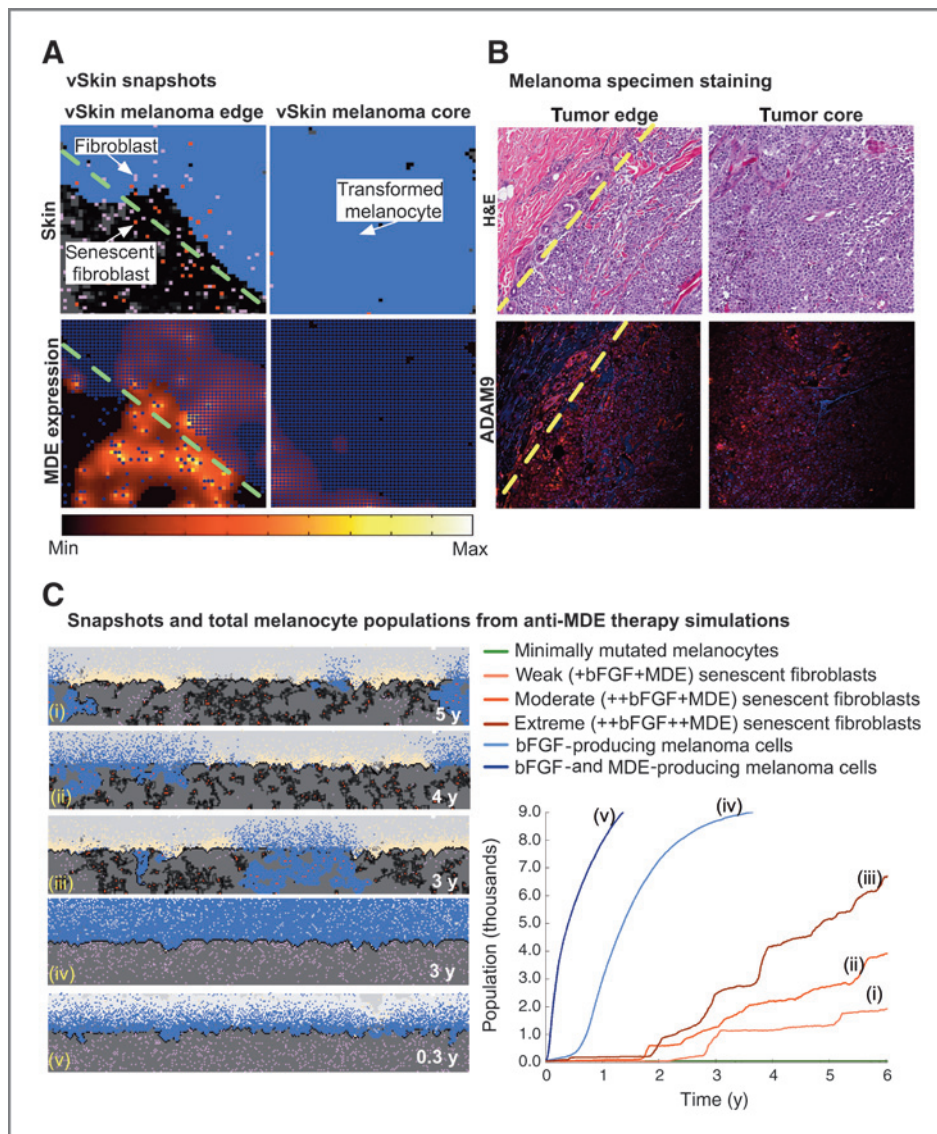 A
vSkin snapshots
vSkin melanoma edge
vSkin melanoma core
Skin
Fibroblast
Senescent
fibroblast
Transformed
melanocyte
MDE expression
Min
Max
B
Melanoma specimen staining
Tumor edge
Tumor core
H&E
ADAM9
C
Snapshots and total melanocyte populations from anti-MDE therapy simulations
(i)
5 y
(ii)
4 y
(iii)
3 y
(iv)
3 y
(v)
0.3 y
Minimally mutated melanocytes
Weak (+bFGF+MDE) senescent fibroblasts
Moderate (++bFGF+MDE) senescent fibroblasts
Extreme (++bFGF++MDE) senescent fibroblasts
bFGF-producing melanoma cells
bFGF-and MDE-producing melanoma cells
Population (thousands)
9.0
8.0
7.0
6.0
5.0
4.0
3.0
2.0
1.0
0.0
(v)
(iv)
(iii)
(ii)
(i)
0
1
2
3
4
5
6
Time (y)